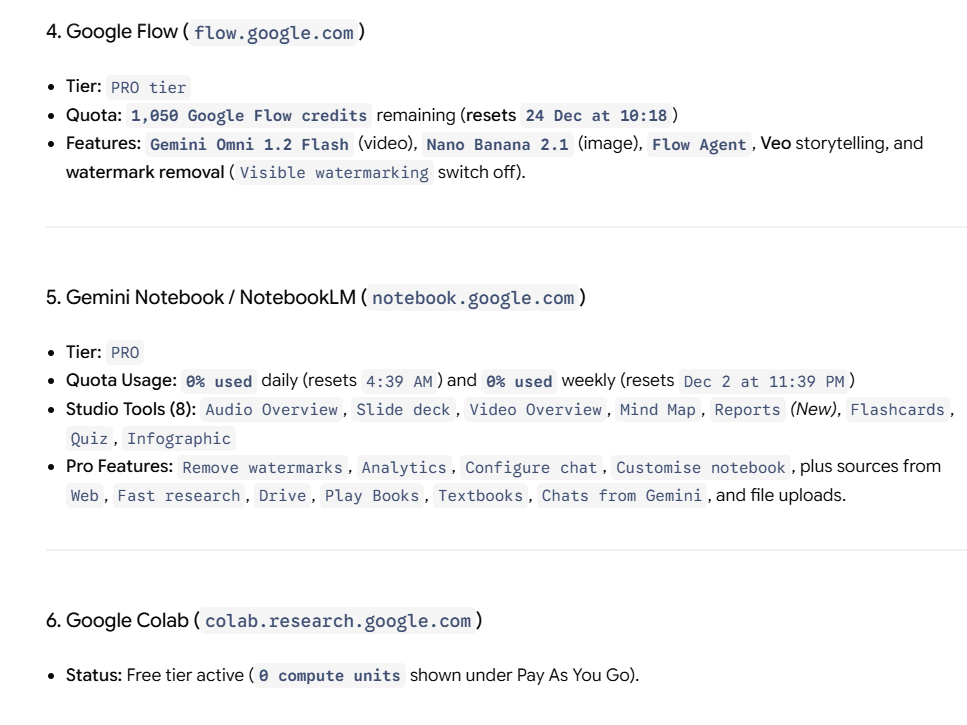 4. Google Flow ( flow.google.com )
• Tier: PRO tier
• Quota: 1,050 Google Flow credits remaining (resets 24 Dec at 10:18 )
• Features: Gemini Omni 1.2 Flash (video), Nano Banana 2.1 (image), Flow Agent , Veo storytelling, and
watermark removal ( Visible watermarking switch off).
5. Gemini Notebook / NotebookLM ( notebook.google.com )
• Tier: PRO
• Quota Usage: 0% used daily (resets 4:39 AM ) and 0% used weekly (resets Dec 2 at 11:39 PM )
• Studio Tools (8): Audio Overview , Slide deck , Video Overview , Mind Map , Reports (New), Flashcards ,
Quiz , Infographic
• Pro Features: Remove watermarks , Analytics , Configure chat , Customise notebook , plus sources from
Web , Fast research , Drive , Play Books , Textbooks , Chats from Gemini , and file uploads.
6. Google Colab ( colab.research.google.com )
• Status: Free tier active ( 0 compute units shown under Pay As You Go).